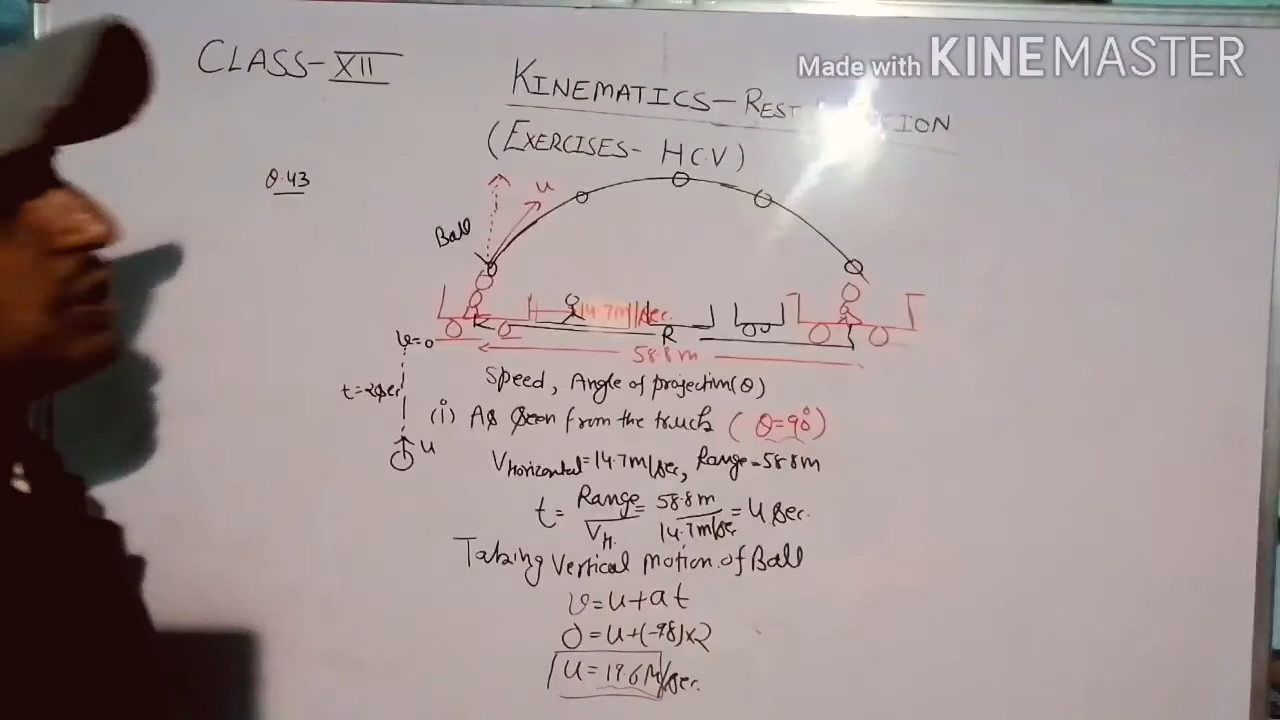 Made with KINEMASTER
CLASS-XII
KINEMATICS-REST
(EXERCISES- HCV)
Q.43
u
Ball
14.7m/sec.
R
v=0
58.8m
t=2sec
u
Speed, Angle of projection(θ)
(i) As seen from the truck (θ=90°)
VHorizontal=14.7m/sec, Range=58.8m
t= Range/VH. = 58.8m/14.7m/sec = 4sec.
Taking Vertical motion of Ball
v=u+at
0=u+(-9.8)×2
u=19.6M/sec.